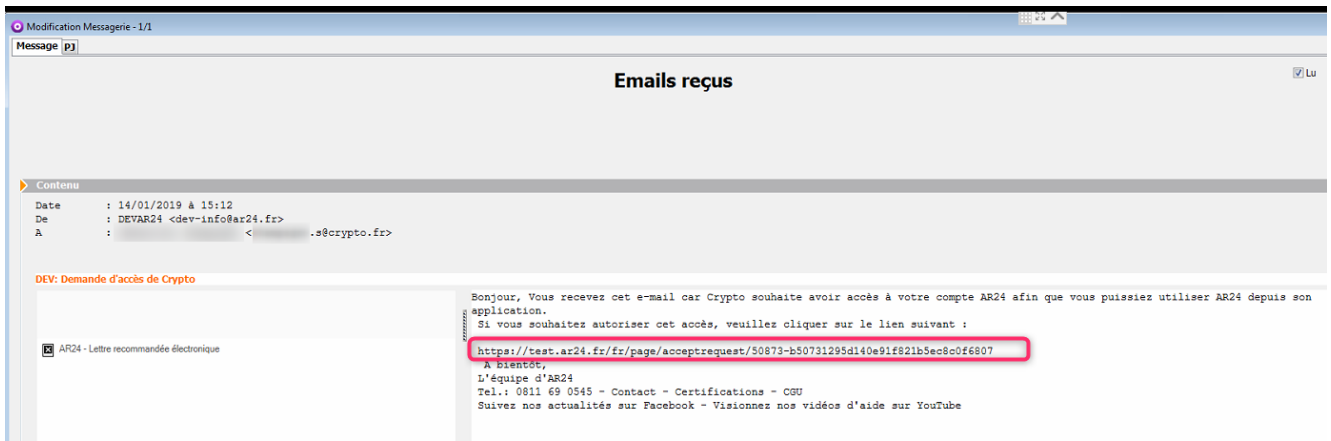 Modification Messagerie - 1/1
Message PJ
Emails reçus
Lu
Contenu
Date : 14/01/2019 à 15:12
De : DEVAR24 <dev-info@ar24.fr>
A : < .s@crypto.fr>
DEV: Demande d'accès de Crypto
Bonjour, Vous recevez cet e-mail car Crypto souhaite avoir accès à votre compte AR24 afin que vous puissiez utiliser AR24 depuis son
application.
Si vous souhaitez autoriser cet accès, veuillez cliquer sur le lien suivant :
AR24 - Lettre recommandée électronique
https://test.ar24.fr/fr/page/acceptrequest/50873-b50731295d140e91f821b5ec8c0f6807
A bientôt,
L'équipe d'AR24
Tel.: 0811 69 0545 - Contact - Certifications - CGU
Suivez nos actualités sur Facebook - Visionnez nos vidéos d'aide sur YouTube